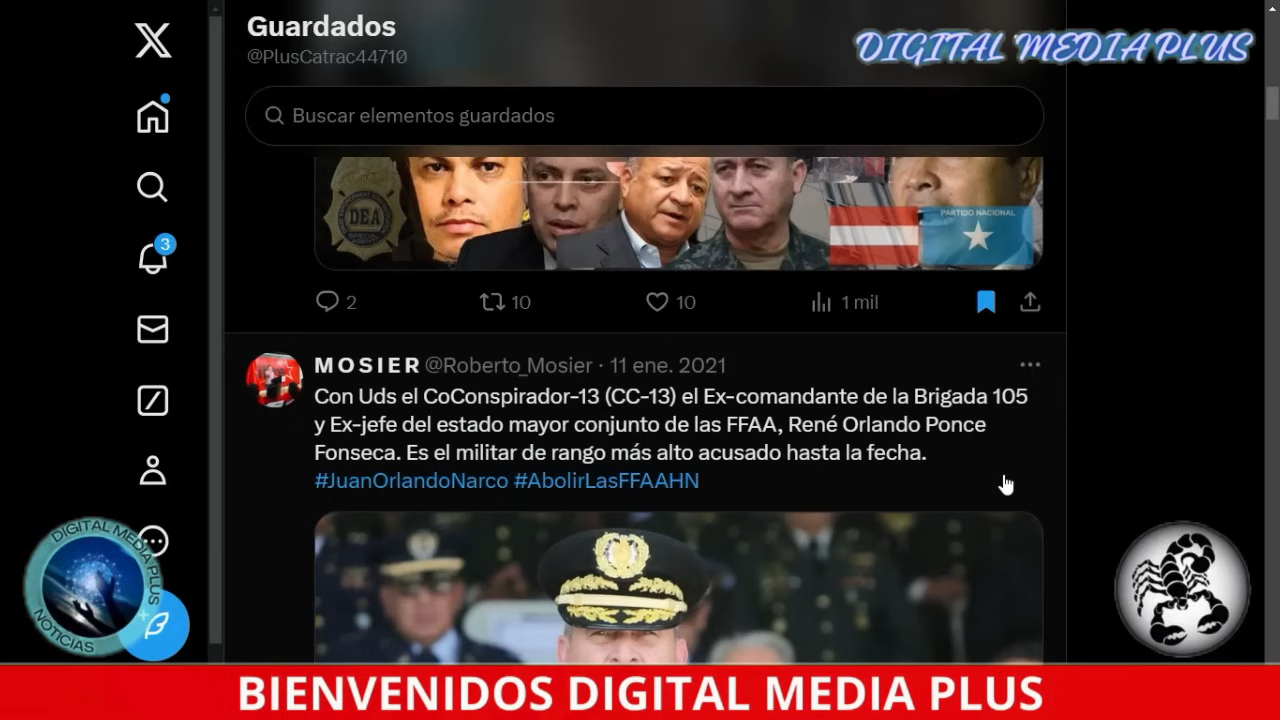 Guardados
@PlusCatrac44710
DIGITAL MEDIA PLUS
Buscar elementos guardados
DEA
PARTIDO NACIONAL
2
10
10
1 mil
3
MOSIER @Roberto_Mosier · 11 ene. 2021
Con Uds el CoConspirador-13 (CC-13) el Ex-comandante de la Brigada 105
y Ex-jefe del estado mayor conjunto de las FFAA, René Orlando Ponce
Fonseca. Es el militar de rango más alto acusado hasta la fecha.
#JuanOrlandoNarco #AbolirLasFFAAHN
DIGITAL MEDIA PLUS
NOTICIAS
BIENVENIDOS DIGITAL MEDIA PLUS